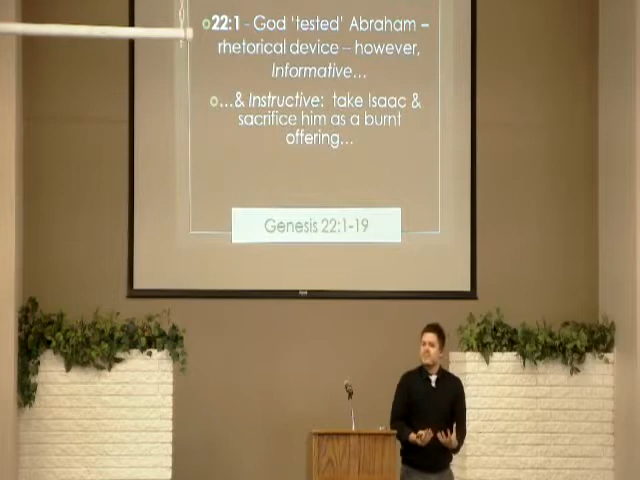 22:1 - God 'tested' Abraham –
rhetorical device – however,
Informative...
...& Instructive: take Isaac &
sacrifice him as a burnt
offering...
Genesis 22:1-19